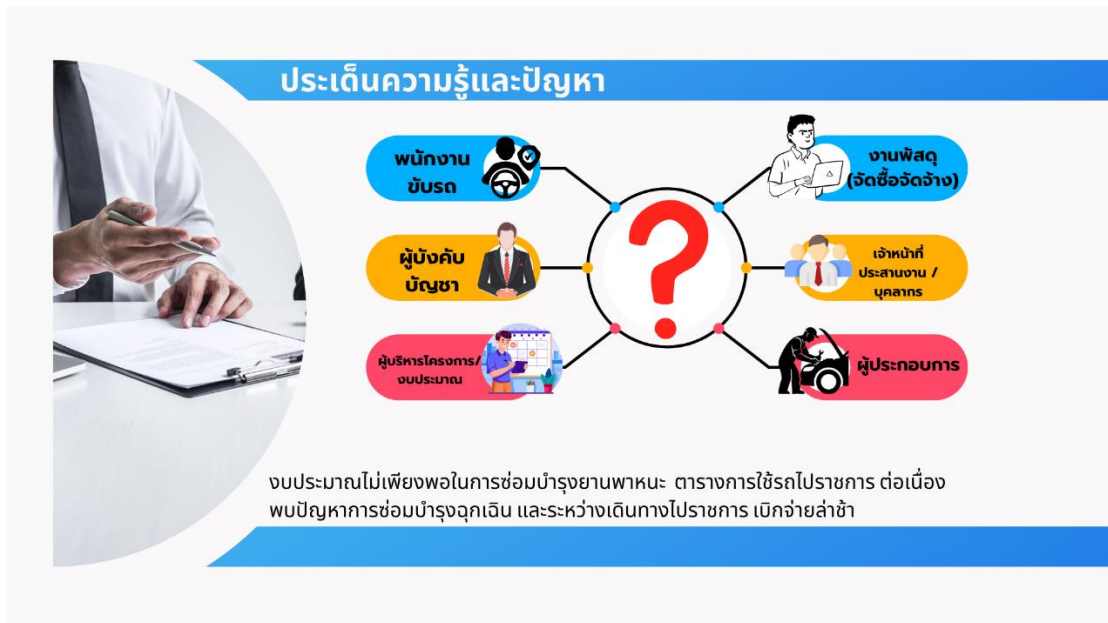 ประเด็นความรู้และปัญหา
พนักงาน
ขับรถ
งานพัสดุ
(จัดซื้อจัดจ้าง)
ผู้บังคับ
บัญชา
เจ้าหน้าที่
ประสานงาน /
บุคลากร
ผู้บริหารโครงการ/
งบประมาณ
ผู้ประกอบการ
?
งบประมาณไม่เพียงพอในการซ่อมบำรุงยานพาหนะ ตารางการใช้รถไปราชการ ต่อเนื่อง
พบปัญหาการซ่อมบำรุงฉุกเฉิน และระหว่างเดินทางไปราชการ เบิกจ่ายล่าช้า